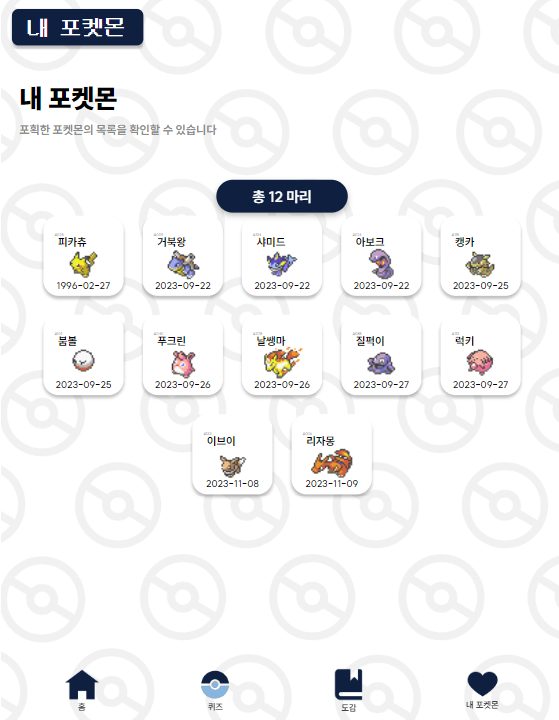 내 포켓몬
내 포켓몬
포획한 포켓몬의 목록을 확인할 수 있습니다
총 12 마리
피카츄
1996-02-27
거북왕
2023-09-22
샤미드
2023-09-22
아보크
2023-09-22
캥카
2023-09-25
붐볼
2023-09-25
푸크린
2023-09-26
날쌩마
2023-09-26
질퍽이
2023-09-27
럭키
2023-09-27
이브이
2023-11-08
리자몽
2023-11-09
홈
퀴즈
도감
내 포켓몬